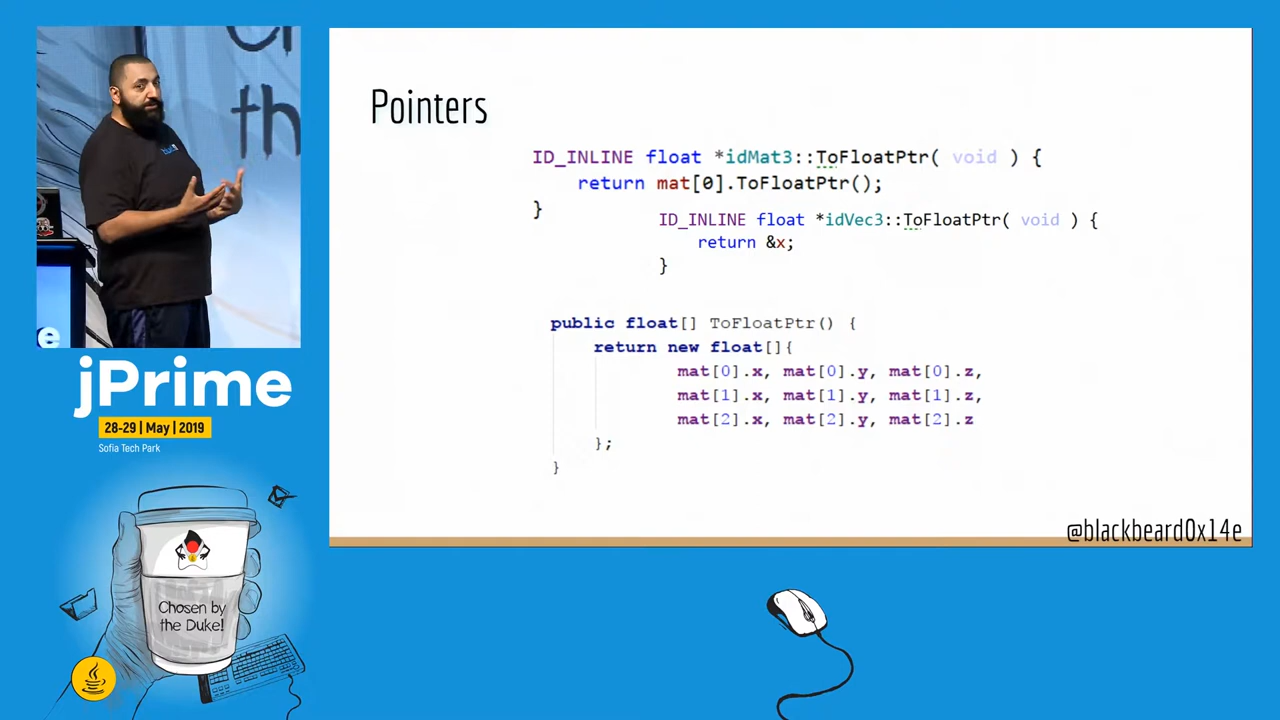 Pointers
ID_INLINE float *idMat3::ToFloatPtr( void ) {
return mat[0].ToFloatPtr();
}
ID_INLINE float *idVec3::ToFloatPtr( void ) {
return &x;
}
public float[] ToFloatPtr() {
return new float[]{
mat[0].x, mat[0].y, mat[0].z,
mat[1].x, mat[1].y, mat[1].z,
mat[2].x, mat[2].y, mat[2].z
};
}
@blackbeard0x14e
jPrime
28-29 | May | 2019
Sofia Tech Park
Chosen by
the Duke!